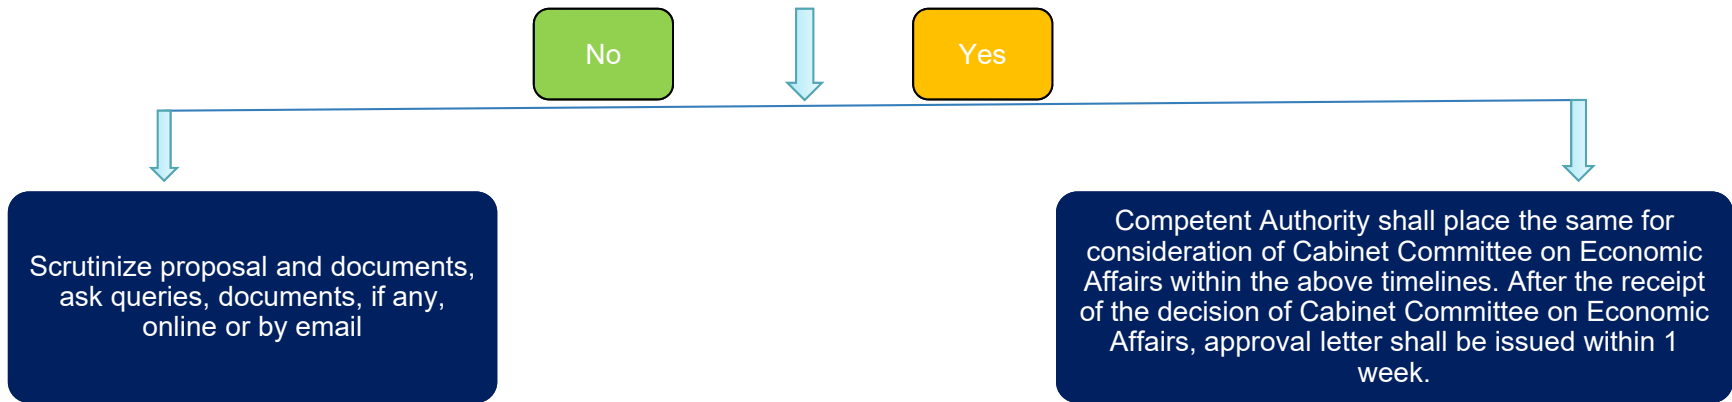 No
Yes
Scrutinize proposal and documents,
ask queries, documents, if any,
online or by email
Competent Authority shall place the same for
consideration of Cabinet Committee on Economic
Affairs within the above timelines. After the receipt
of the decision of Cabinet Committee on Economic
Affairs, approval letter shall be issued within 1
week.